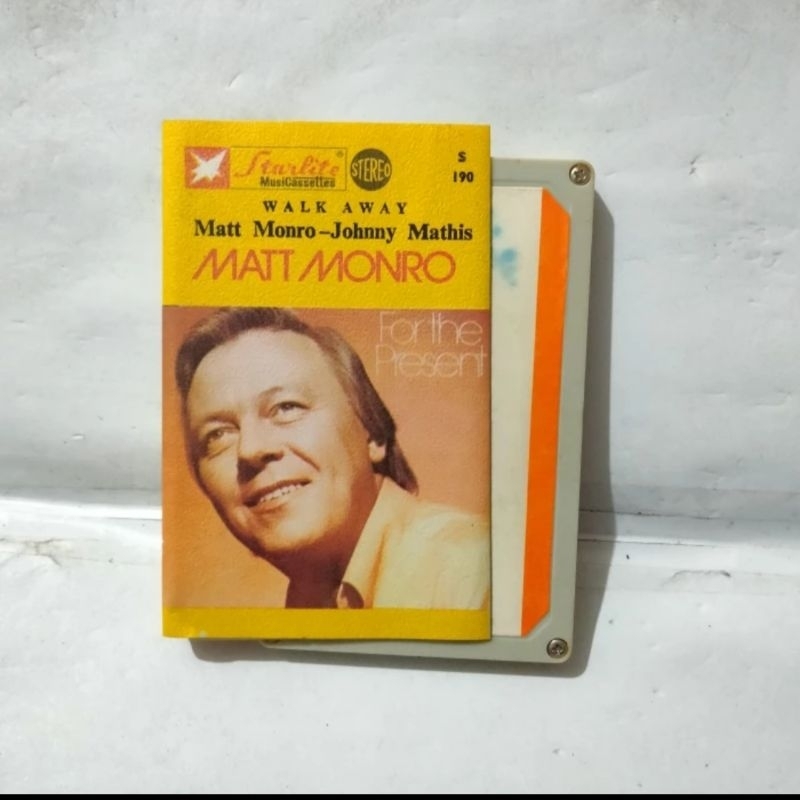 Starlite®
MusiCassettes
STEREO
S
190
WALK AWAY
Matt Monro-Johnny Mathis
MATT MONRO
For the
Present